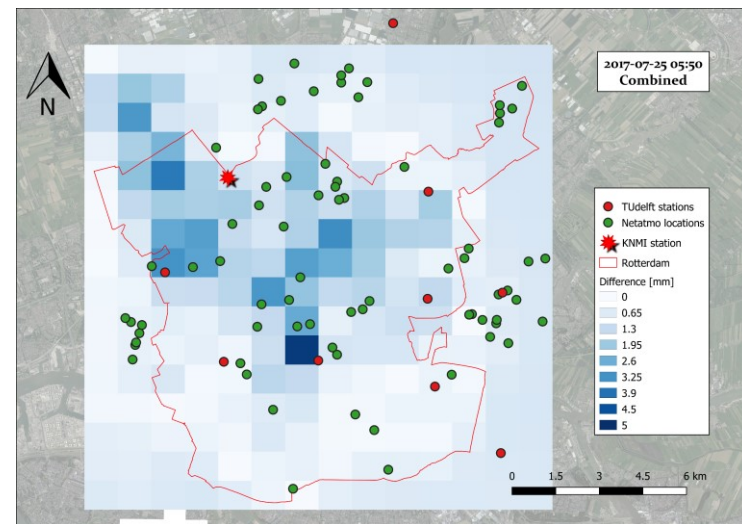 2017-07-25 05:50
Combined
N
TUdelft stations
Netatmo locations
KNMI station
Rotterdam
Difference [mm]
0
0.65
1.3
1.95
2.6
3.25
3.9
4.5
5
0 1.5 3 4.5 6 km